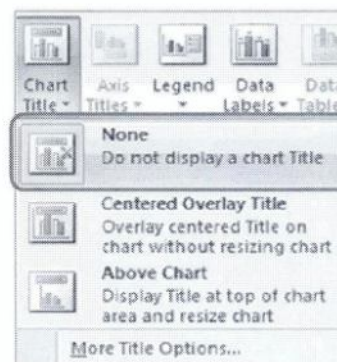 Chart Axis Legend Data Data
Title Titles Labels Table
None
Do not display a chart Title
Centered Overlay Title
Overlay centered Title on
chart without resizing chart
Above Chart
Display Title at top of chart
area and resize chart
More Title Options...